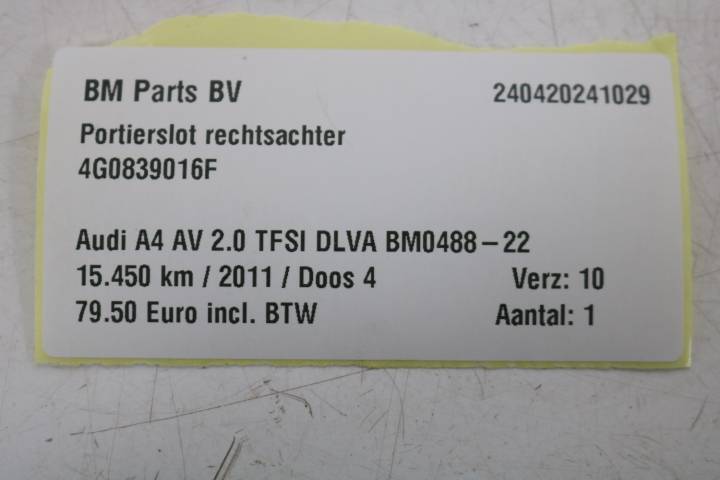 BM Parts BV 240420241029
Portierslot rechtsachter
4G0839016F
Audi A4 AV 2.0 TFSI DLVA BM0488-22
15.450 km / 2011 / Doos 4 Verz: 10
79.50 Euro incl. BTW Aantal: 1